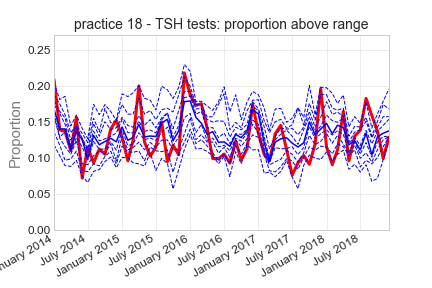 practice 18 - TSH tests: proportion above range
Proportion
0.25
0.20
0.15
0.10
0.05
0.00
nuary 2014
July 2014
January 2015
July 2015
January 2016
July 2016
January 2017
July 2017
January 2018
July 2018